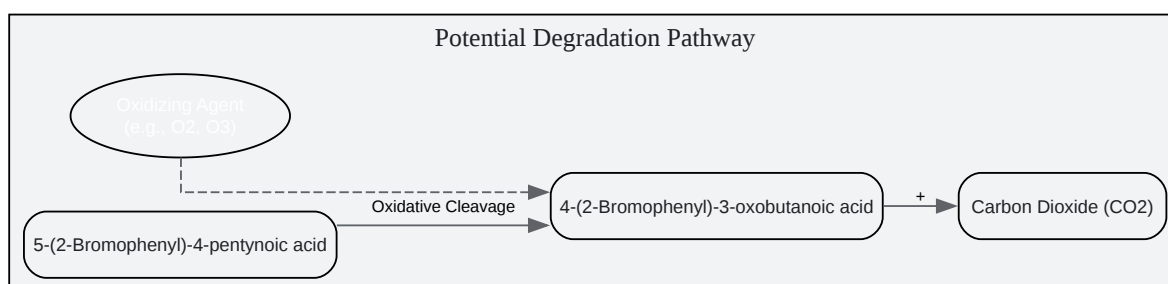 Potential Degradation Pathway
Oxidizing Agent
(e.g., O2, O3)
Oxidative Cleavage
5-(2-Bromophenyl)-4-pentynoic acid
4-(2-Bromophenyl)-3-oxobutanoic acid
+
Carbon Dioxide (CO2)